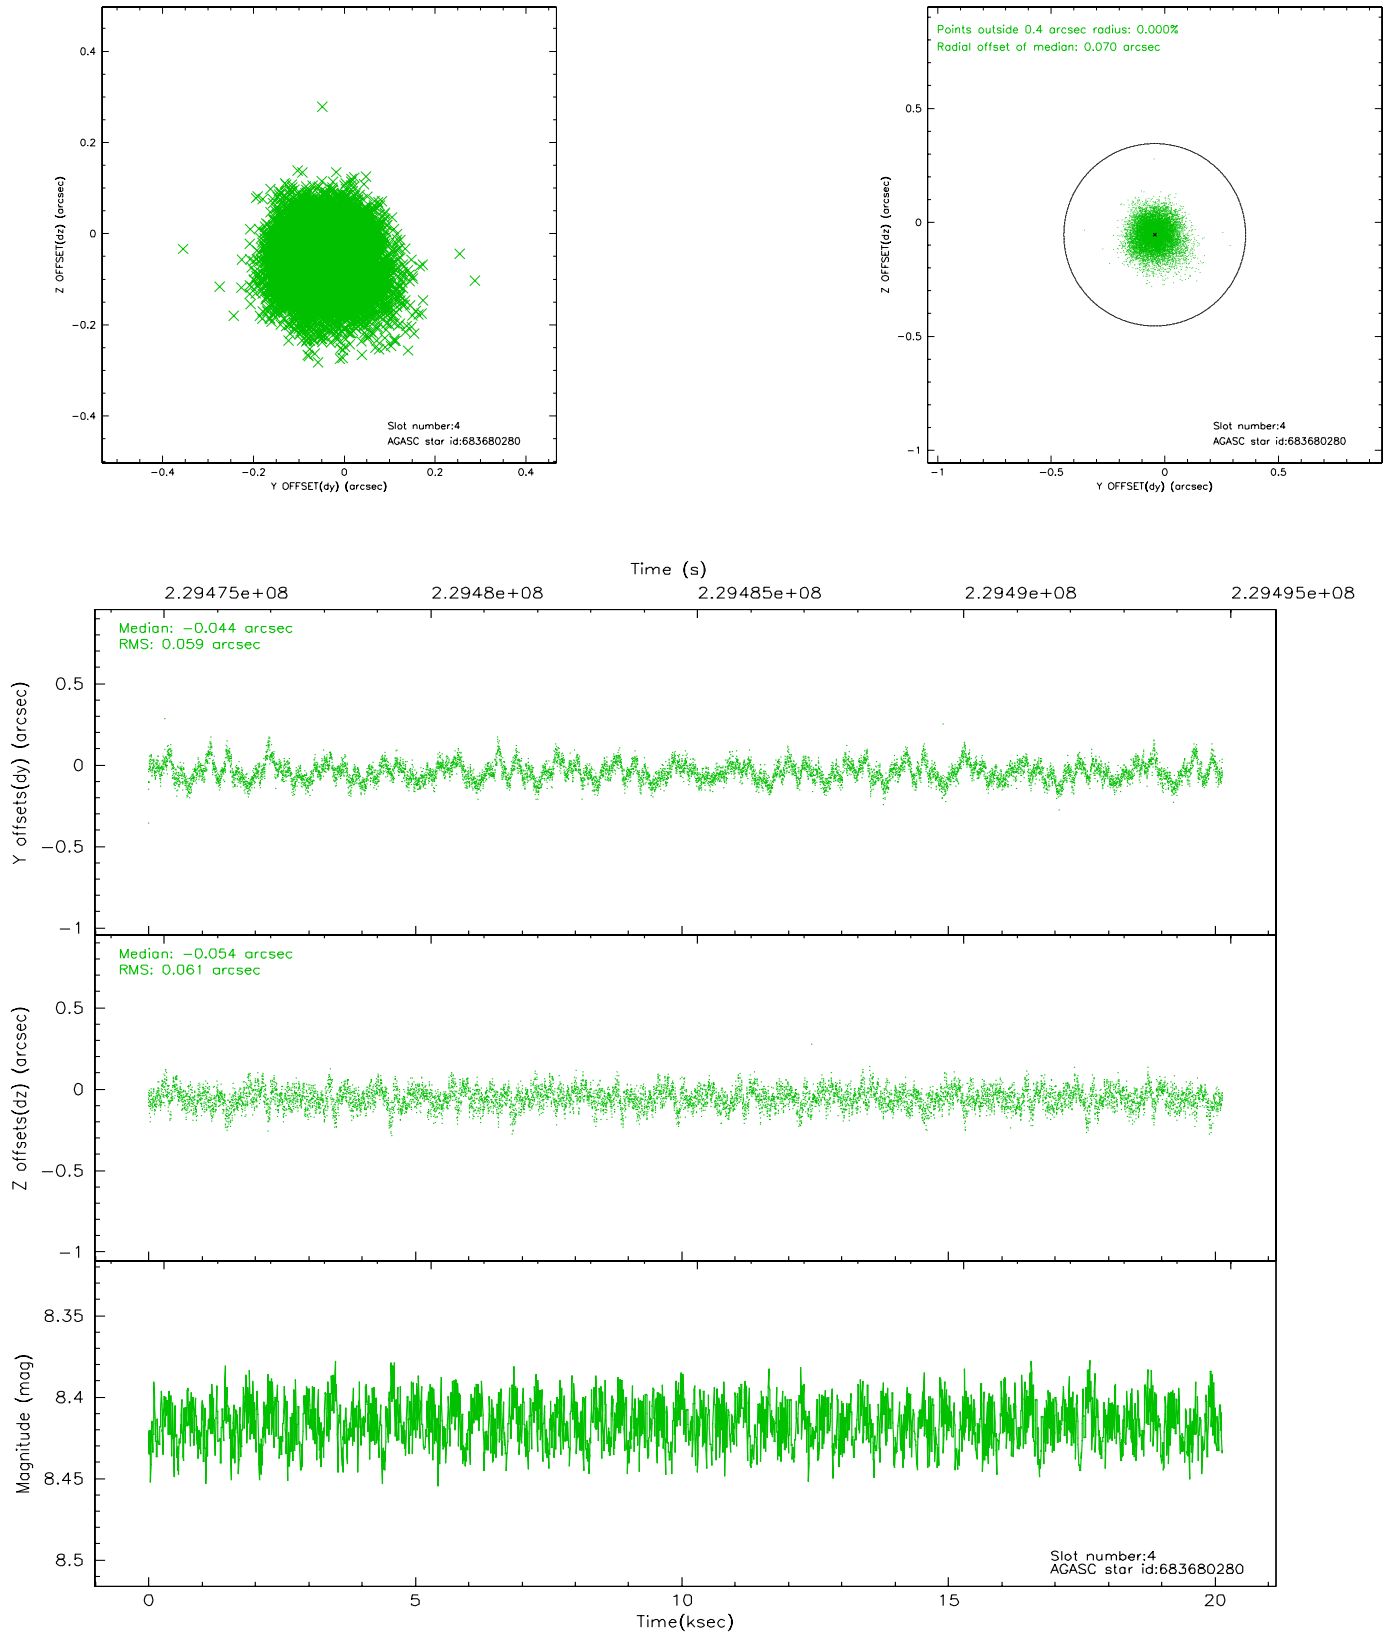 0.4
0.2
0
−0.2
−0.4
Z OFFSET(dz) (arcsec)
−0.4 −0.2 0 0.2 0.4
Y OFFSET(dy) (arcsec)
Slot number:4
AGASC star id:683680280
Points outside 0.4 arcsec radius: 0.000%
Radial offset of median: 0.070 arcsec
0.5
0
−0.5
−1
Z OFFSET(dz) (arcsec)
−1 −0.5 0 0.5
Y OFFSET(dy) (arcsec)
Slot number:4
AGASC star id:683680280
Time (s)
2.29475e+08 2.2948e+08 2.29485e+08 2.2949e+08 2.29495e+08
Median: −0.044 arcsec
RMS: 0.059 arcsec
0.5
0
−0.5
−1
Y offsets(dy) (arcsec)
Median: −0.054 arcsec
RMS: 0.061 arcsec
0.5
0
−0.5
−1
Z offsets(dz) (arcsec)
8.35
8.4
8.45
8.5
Magnitude (mag)
Slot number:4
AGASC star id:683680280
0 5 10 15 20
Time(ksec)